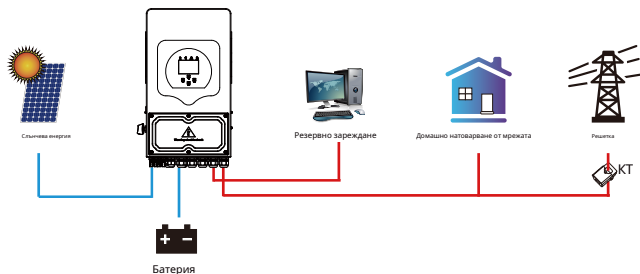 Слънчева енергия
Резервно зареждане
Домашно натоварване от мрежата
Решетка
КТ
Батерия